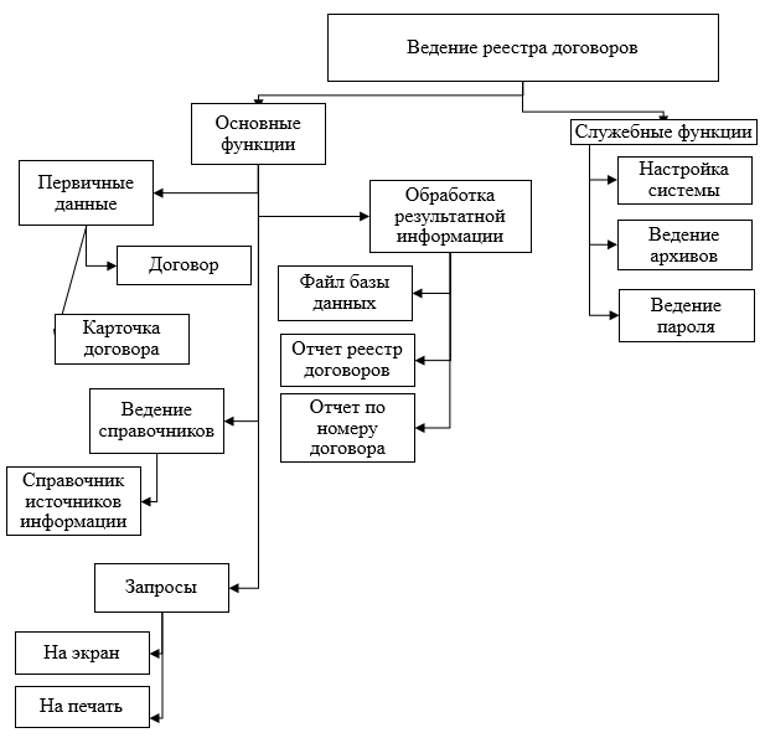 Ведение реестра договоров
Основные
функции
Служебные функции
Первичные
данные
Обработка
результатной
информации
Настройка
системы
Договор
Ведение
архивов
Файл базы
данных
Карточка
договора
Ведение
пароля
Отчет реестр
договоров
Ведение
справочников
Отчет по
номеру
договора
Справочник
источников
информации
Запросы
На экран
На печать